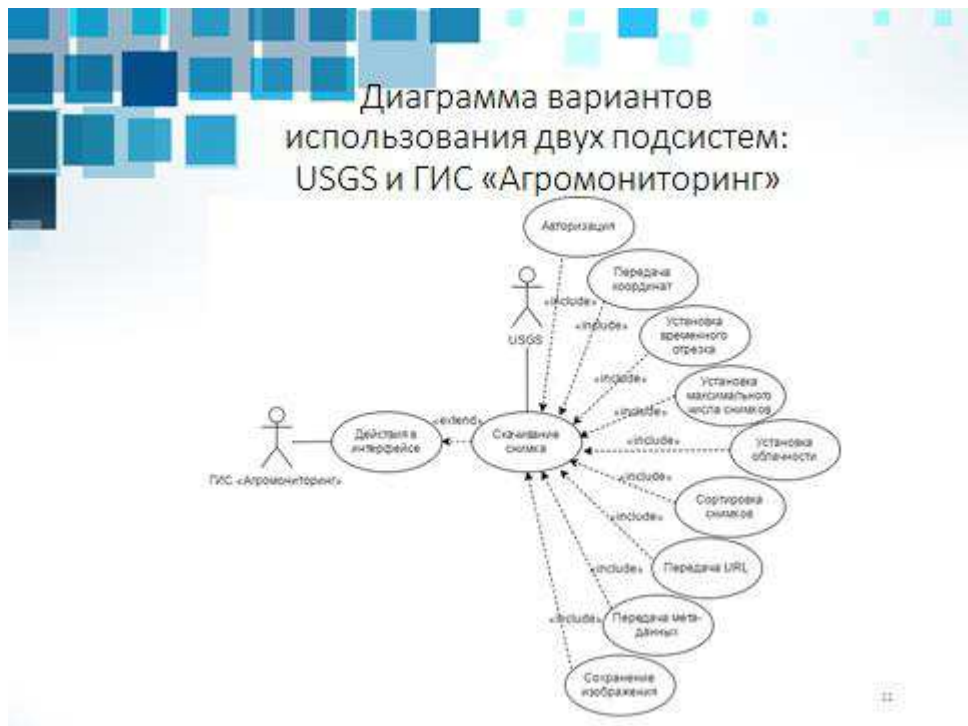 Диаграмма вариантов
использования двух подсистем:
USGS и ГИС «Агромониторинг»
Авторизация
Передача
координат
«include»
«include»
USGS
Установка
временного
отрезка
«include»
Установка
максимального
числа снимков
«include»
ГИС «Агромониторинг»
Действия в
интерфейсе
«extend»
Скачивание
снимка
«include»
Установка
облачности
«include»
Сортировка
снимков
«include»
Передача URL
«include»
Передача мета-
данных
«include»
Сохранение
изображения